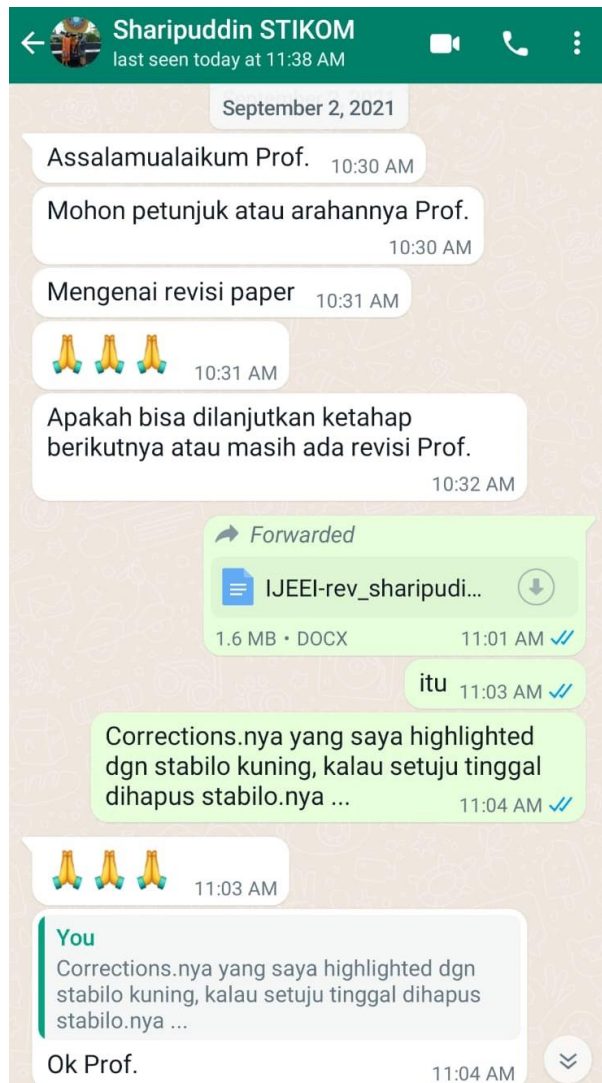 Sharipuddin STIKOM
last seen today at 11:38 AM
September 2, 2021
Assalamualaikum Prof. 10:30 AM
Mohon petunjuk atau arahannya Prof.
10:30 AM
Mengenai revisi paper 10:31 AM
🙏 🙏 🙏 10:31 AM
Apakah bisa dilanjutkan ketahap
berikutnya atau masih ada revisi Prof.
10:32 AM
Forwarded
IJEEI-rev_sharipudi...
1.6 MB • DOCX 11:01 AM
itu 11:03 AM
Corrections.nya yang saya highlighted
dgn stabilo kuning, kalau setuju tinggal
dihapus stabilo.nya ... 11:04 AM
🙏 🙏 🙏 11:03 AM
You
Corrections.nya yang saya highlighted dgn
stabilo kuning, kalau setuju tinggal dihapus
stabilo.nya ...
Ok Prof. 11:04 AM